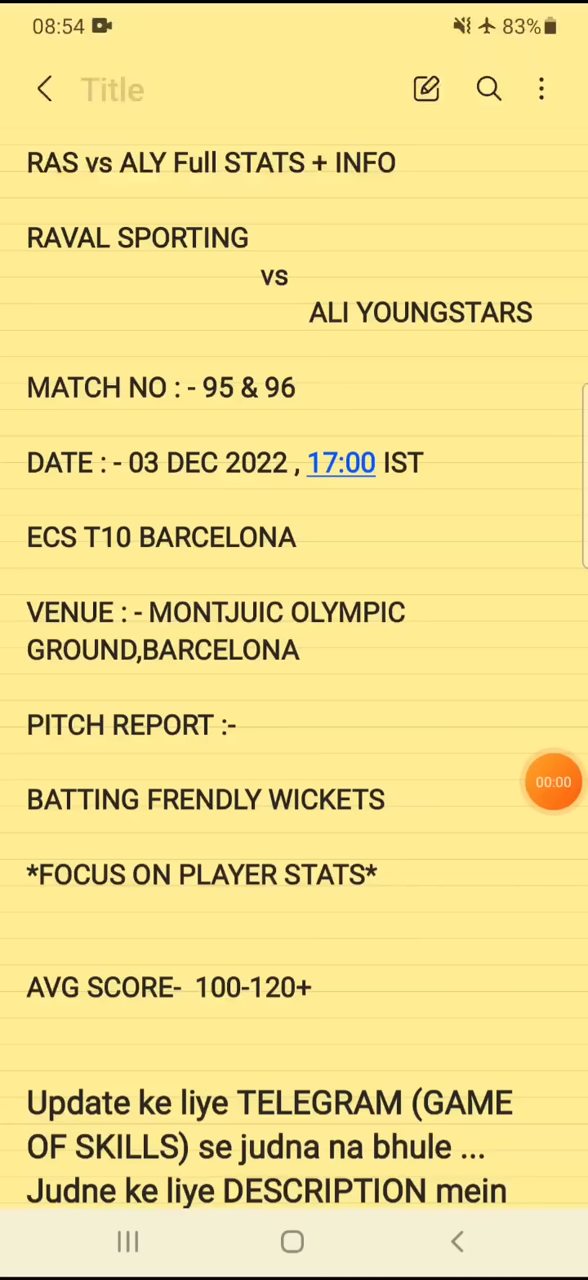 08:54
83%
Title
RAS vs ALY Full STATS + INFO
RAVAL SPORTING
vs
ALI YOUNGSTARS
MATCH NO : - 95 & 96
DATE : - 03 DEC 2022 , 17:00 IST
ECS T10 BARCELONA
VENUE : - MONTJUIC OLYMPIC
GROUND,BARCELONA
PITCH REPORT :-
00:00
BATTING FRENDLY WICKETS
*FOCUS ON PLAYER STATS*
AVG SCORE-  100-120+
Update ke liye TELEGRAM (GAME
OF SKILLS) se judna na bhule ...
Judne ke liye DESCRIPTION mein